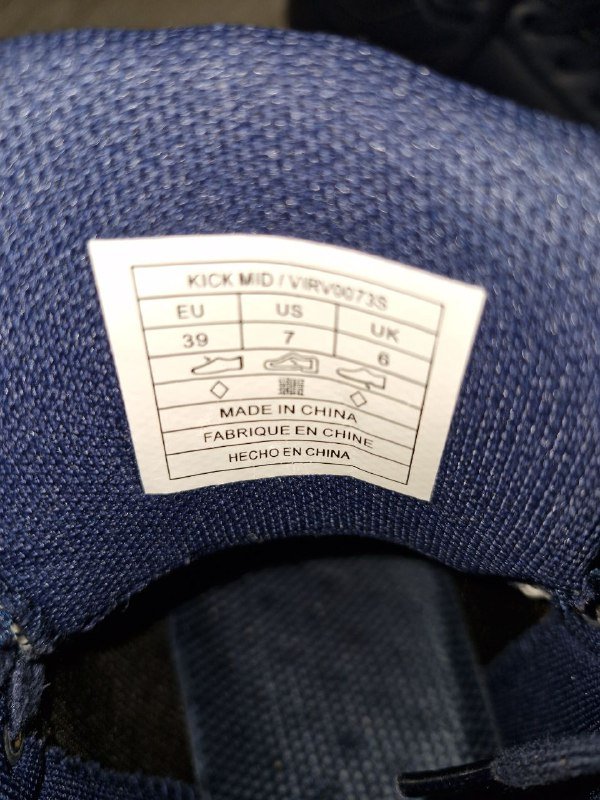 KICK MID / VIRV0073S
EU US UK
39 7 6
MADE IN CHINA
FABRIQUE EN CHINE
HECHO EN CHINA